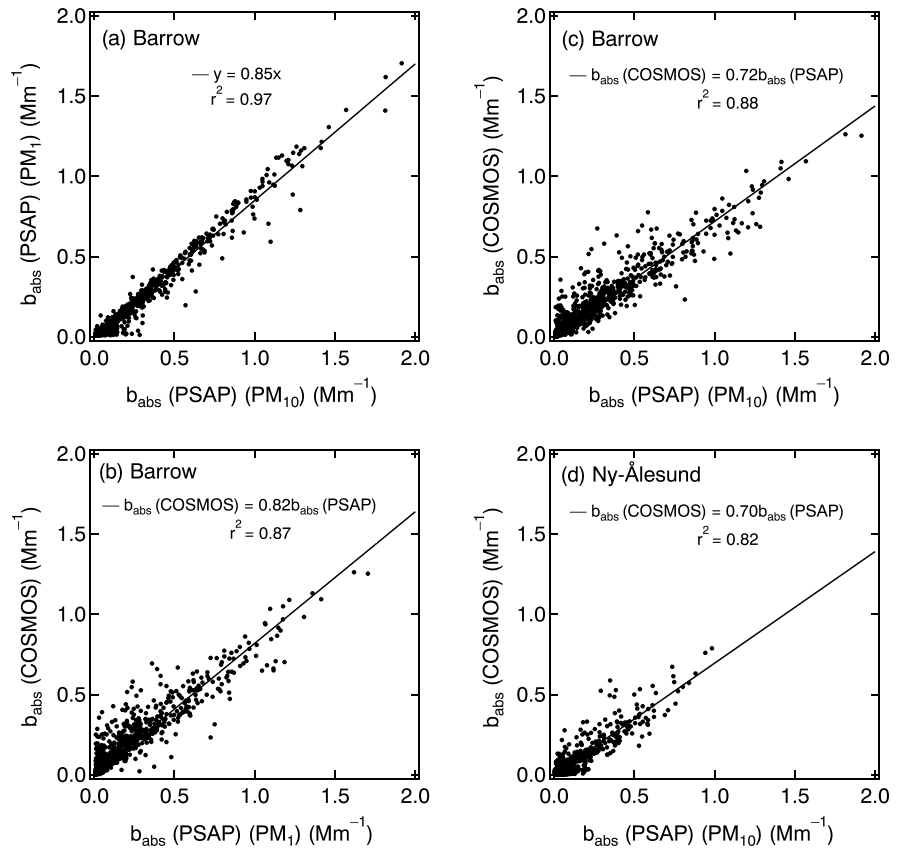 2.0
(a) Barrow
— y = 0.85x
r² = 0.97
1.5
1.0
0.5
0.0
b_abs (PSAP) (PM₁) (Mm⁻¹)
0.0 0.5 1.0 1.5 2.0
b_abs (PSAP) (PM₁₀) (Mm⁻¹)
2.0
(c) Barrow
— b_abs (COSMOS) = 0.72b_abs (PSAP)
r² = 0.88
1.5
1.0
0.5
0.0
b_abs (COSMOS) (Mm⁻¹)
0.0 0.5 1.0 1.5 2.0
b_abs (PSAP) (PM₁₀) (Mm⁻¹)
2.0
(b) Barrow
— b_abs (COSMOS) = 0.82b_abs (PSAP)
r² = 0.87
1.5
1.0
0.5
0.0
b_abs (COSMOS) (Mm⁻¹)
0.0 0.5 1.0 1.5 2.0
b_abs (PSAP) (PM₁) (Mm⁻¹)
2.0
(d) Ny-Ålesund
— b_abs (COSMOS) = 0.70b_abs (PSAP)
r² = 0.82
1.5
1.0
0.5
0.0
b_abs (COSMOS) (Mm⁻¹)
0.0 0.5 1.0 1.5 2.0
b_abs (PSAP) (PM₁₀) (Mm⁻¹)